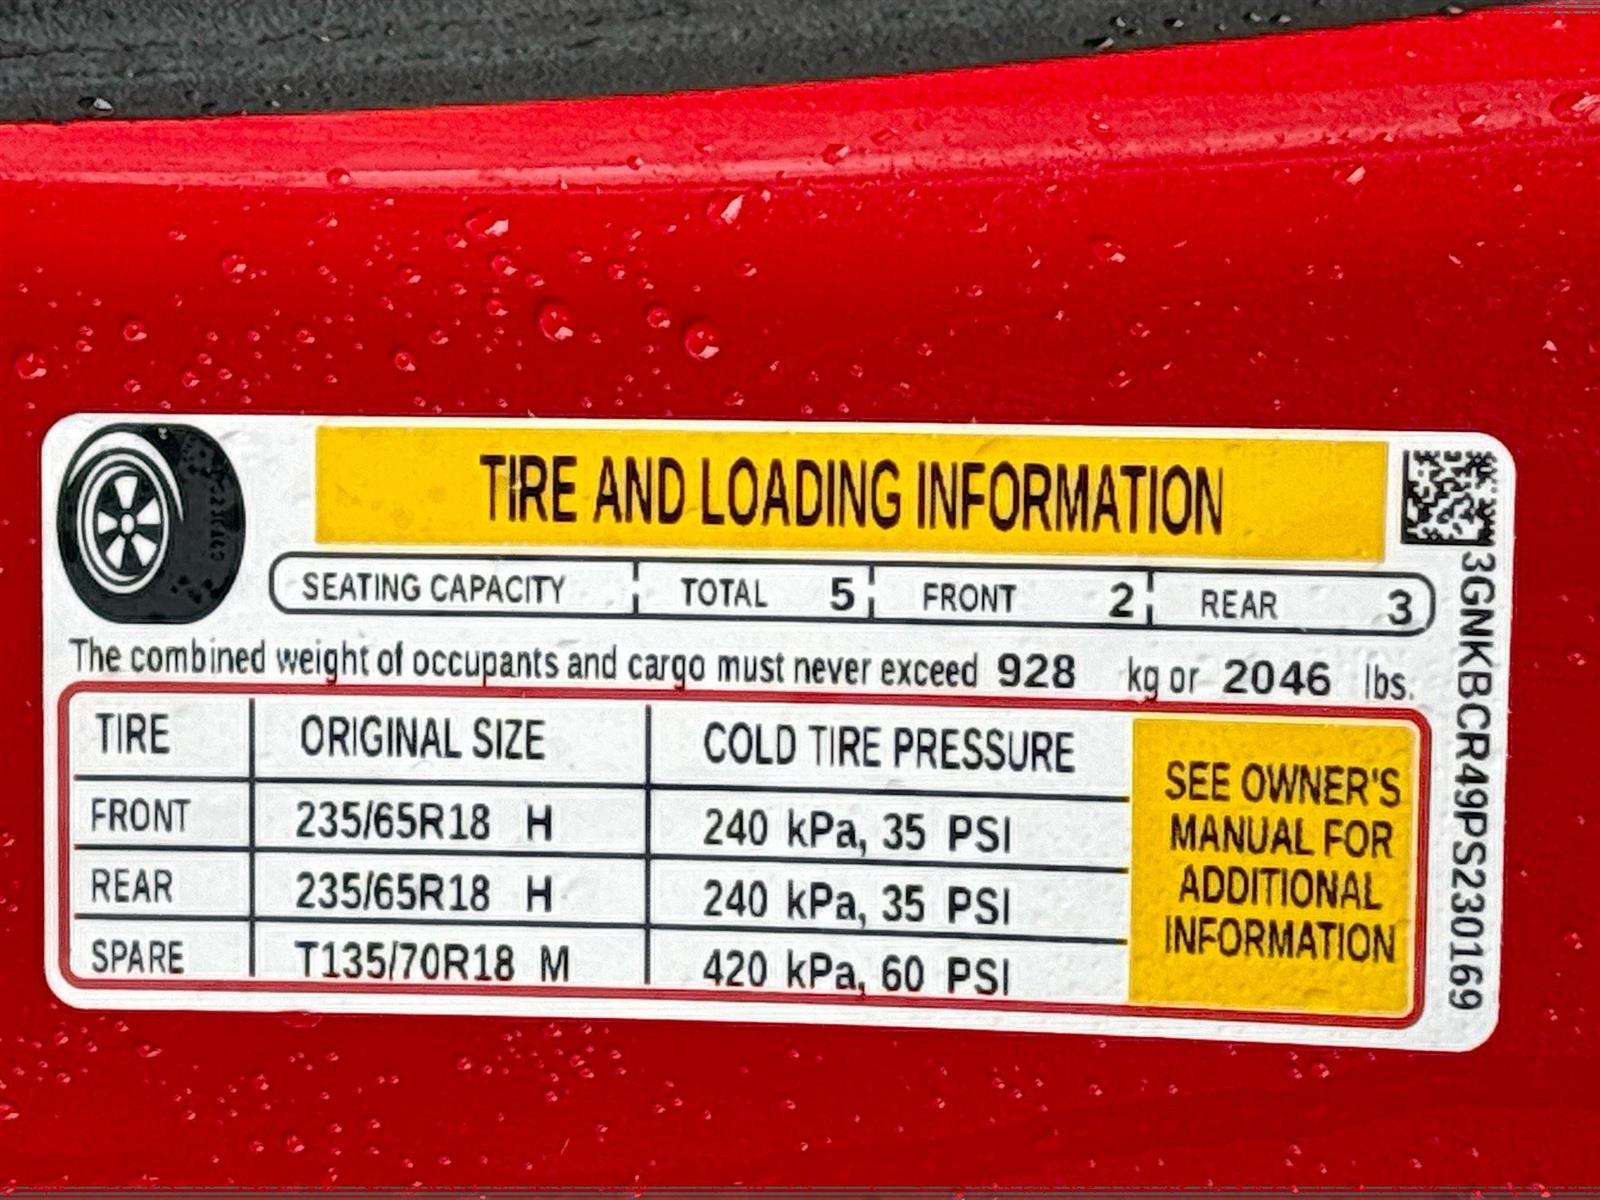 TIRE AND LOADING INFORMATION
SEATING CAPACITY TOTAL 5 FRONT 2 REAR 3
The combined weight of occupants and cargo must never exceed 928 kg or 2046 lbs.
TIRE ORIGINAL SIZE COLD TIRE PRESSURE
FRONT 235/65R18 H 240 kPa, 35 PSI
REAR 235/65R18 H 240 kPa, 35 PSI
SPARE T135/70R18 M 420 kPa, 60 PSI
SEE OWNER'S
MANUAL FOR
ADDITIONAL
INFORMATION
3GNKBCR49PS230169